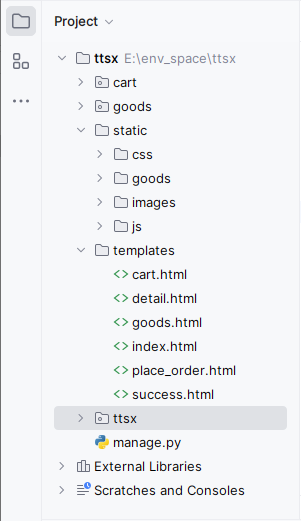 Project
ttsx E:\env_space\ttsx
cart
goods
static
css
goods
images
js
templates
cart.html
detail.html
goods.html
index.html
place_order.html
success.html
ttsx
manage.py
External Libraries
Scratches and Consoles